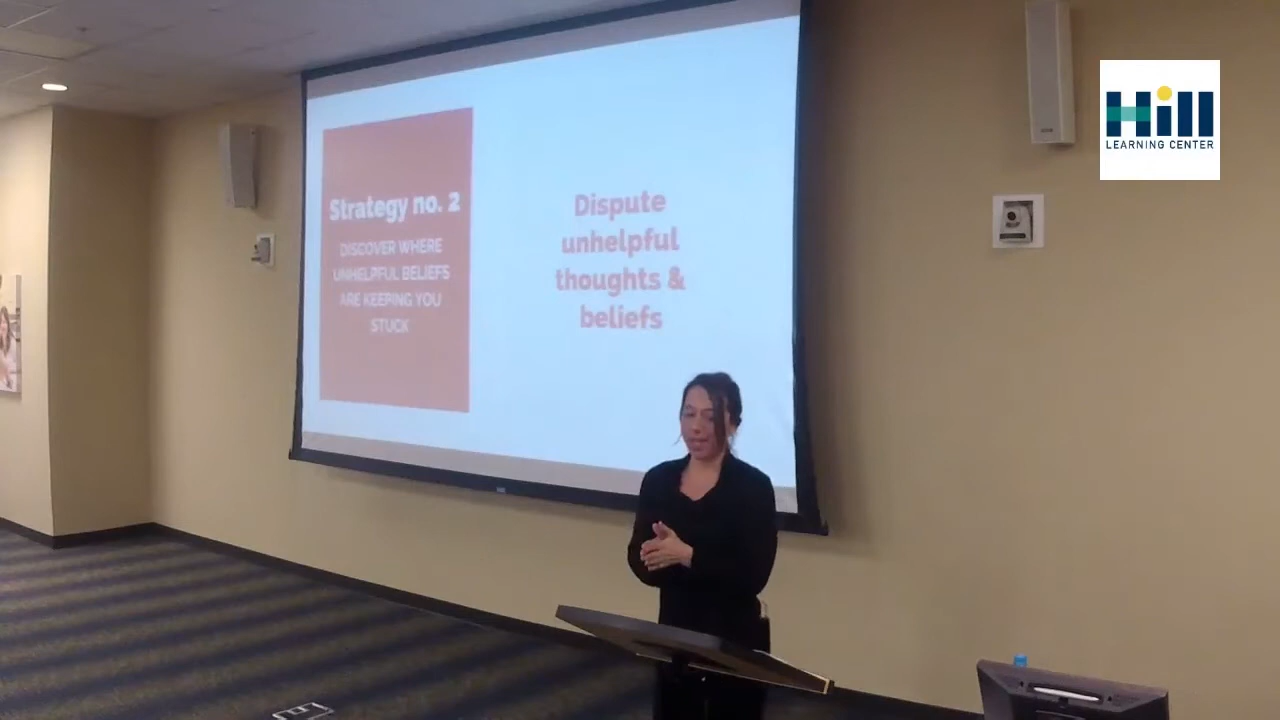 Strategy no. 2
DISCOVER WHERE
UNHELPFUL BELIEFS
ARE KEEPING YOU
STUCK
Dispute
unhelpful
thoughts &
beliefs
Hill
LEARNING CENTER